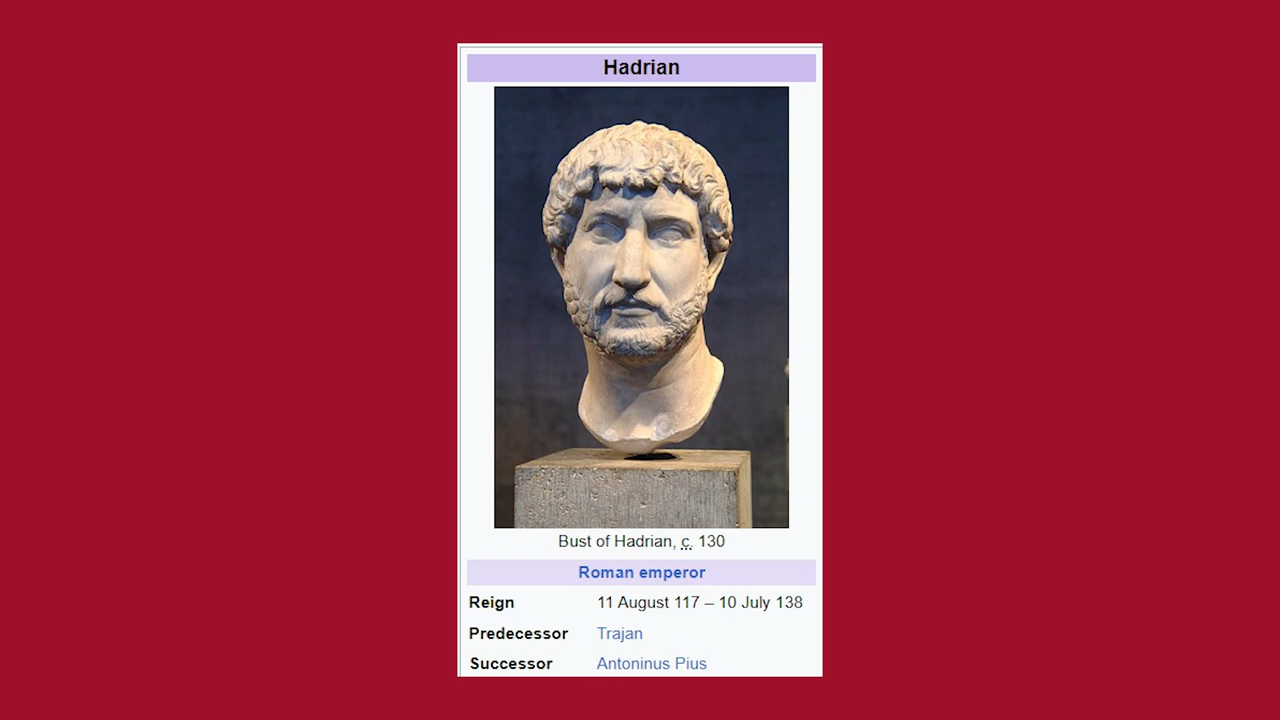 Hadrian
Bust of Hadrian, c. 130
Roman emperor
Reign 11 August 117 – 10 July 138
Predecessor Trajan
Successor Antoninus Pius